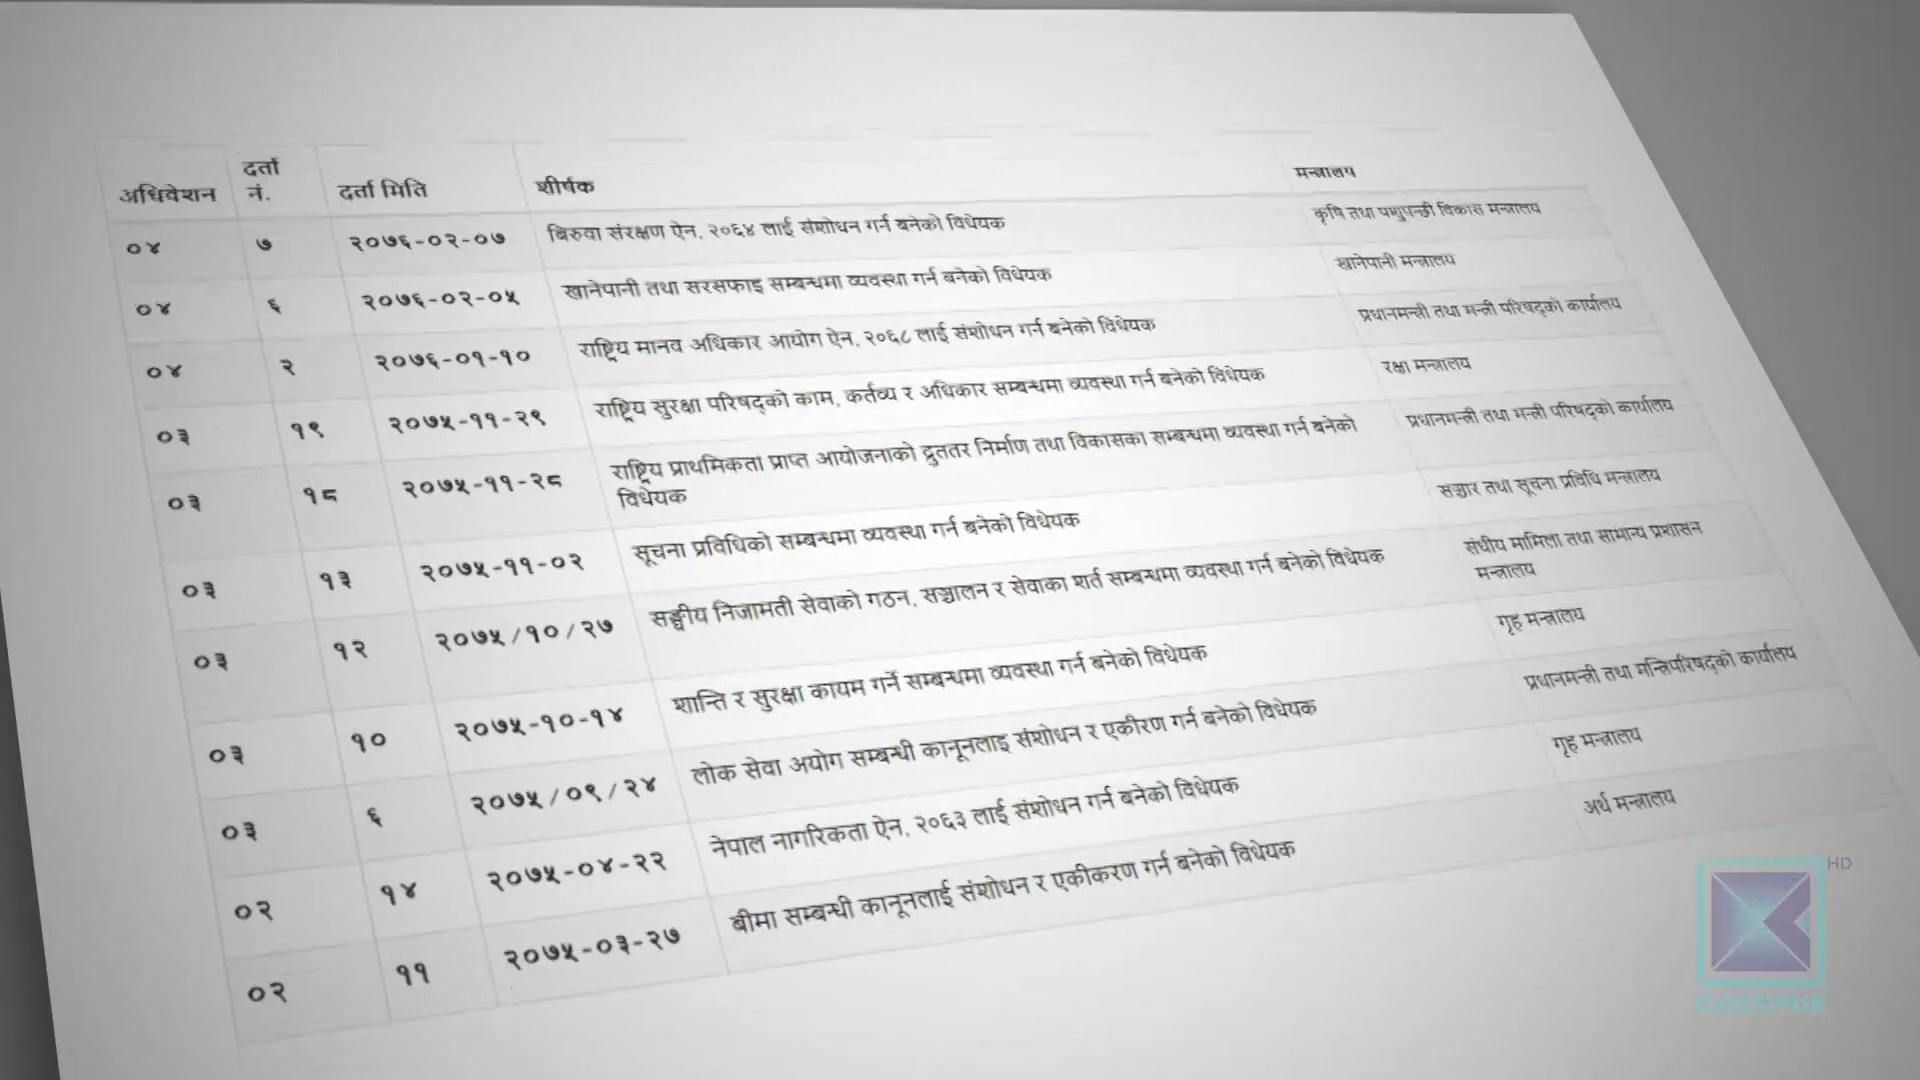 अधिवेशन दर्ता नं. दर्ता मिति शीर्षक मन्त्रालय
०४ ७ २०७६-०२-०७ बिरुवा संरक्षण ऐन, २०६४ लाई संशोधन गर्न बनेको विधेयक कृषि तथा पशुपन्छी विकास मन्त्रालय
०४ ६ २०७६-०२-०५ खानेपानी तथा सरसफाइ सम्बन्धमा व्यवस्था गर्न बनेको विधेयक खानेपानी मन्त्रालय
०४ २ २०७६-०१-१० राष्ट्रिय मानव अधिकार आयोग ऐन, २०६८ लाई संशोधन गर्न बनेको विधेयक प्रधानमन्त्री तथा मन्त्री परिषद्को कार्यालय
०३ १९ २०७५-११-२९ राष्ट्रिय सुरक्षा परिषद्को काम, कर्तव्य र अधिकार सम्बन्धमा व्यवस्था गर्न बनेको विधेयक रक्षा मन्त्रालय
०३ १८ २०७५-११-२८ राष्ट्रिय प्राथमिकता प्राप्त आयोजनाको द्रुततर निर्माण तथा विकासका सम्बन्धमा व्यवस्था गर्न बनेको प्रधानमन्त्री तथा मन्त्री परिषद्को कार्यालय
विधेयक
०३ १३ २०७५-११-०२ सूचना प्रविधिको सम्बन्धमा व्यवस्था गर्न बनेको विधेयक सञ्चार तथा सूचना प्रविधि मन्त्रालय
०३ १२ २०७५/१०/२७ सङ्घीय निजामती सेवाको गठन, सञ्चालन र सेवाका शर्त सम्बन्धमा व्यवस्था गर्न बनेको विधेयक संधीय मामिला तथा सामान्य प्रशासन
मन्त्रालय
०३ १० २०७५-१०-१४ शान्ति र सुरक्षा कायम गर्ने सम्बन्धमा व्यवस्था गर्न बनेको विधेयक गृह मन्त्रालय
०३ ६ २०७५/०९/२४ लोक सेवा अयोग सम्बन्धी कानूनलाइ संशोधन र एकीरण गर्न बनेको विधेयक प्रधानमन्त्री तथा मन्त्रिपरिषद्को कार्यालय
०२ १४ २०७५-०४-२२ नेपाल नागरिकता ऐन, २०६३ लाई संशोधन गर्न बनेको विधेयक गृह मन्त्रालय
०२ ११ २०७५-०३-२७ बीमा सम्बन्धी कानूनलाई संशोधन र एकीकरण गर्न बनेको विधेयक अर्थ मन्त्रालय
HD
KANTIPUR